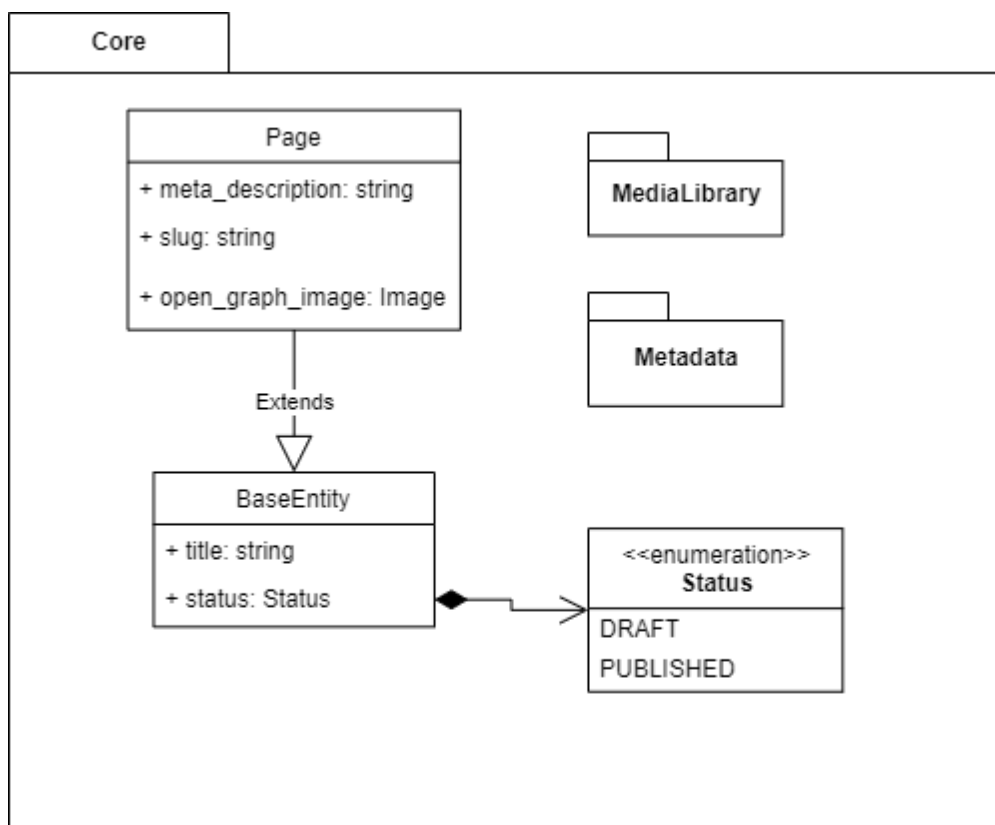 Core
Page
+ meta_description: string
+ slug: string
+ open_graph_image: Image
MediaLibrary
Metadata
Extends
BaseEntity
+ title: string
+ status: Status
<<enumeration>>
Status
DRAFT
PUBLISHED